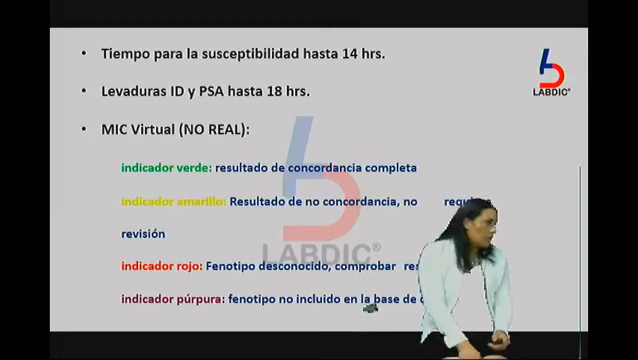 Tiempo para la susceptibilidad hasta 14 hrs.
LABDIC®
Levaduras ID y PSA hasta 18 hrs.
MIC Virtual (NO REAL):
indicador verde: resultado de concordancia completa
indicador amarillo: Resultado de no concordancia, no
revisión
LABDIC®
indicador rojo: Fenotipo desconocido, comprobar
indicador púrpura: fenotipo no incluido en la base de